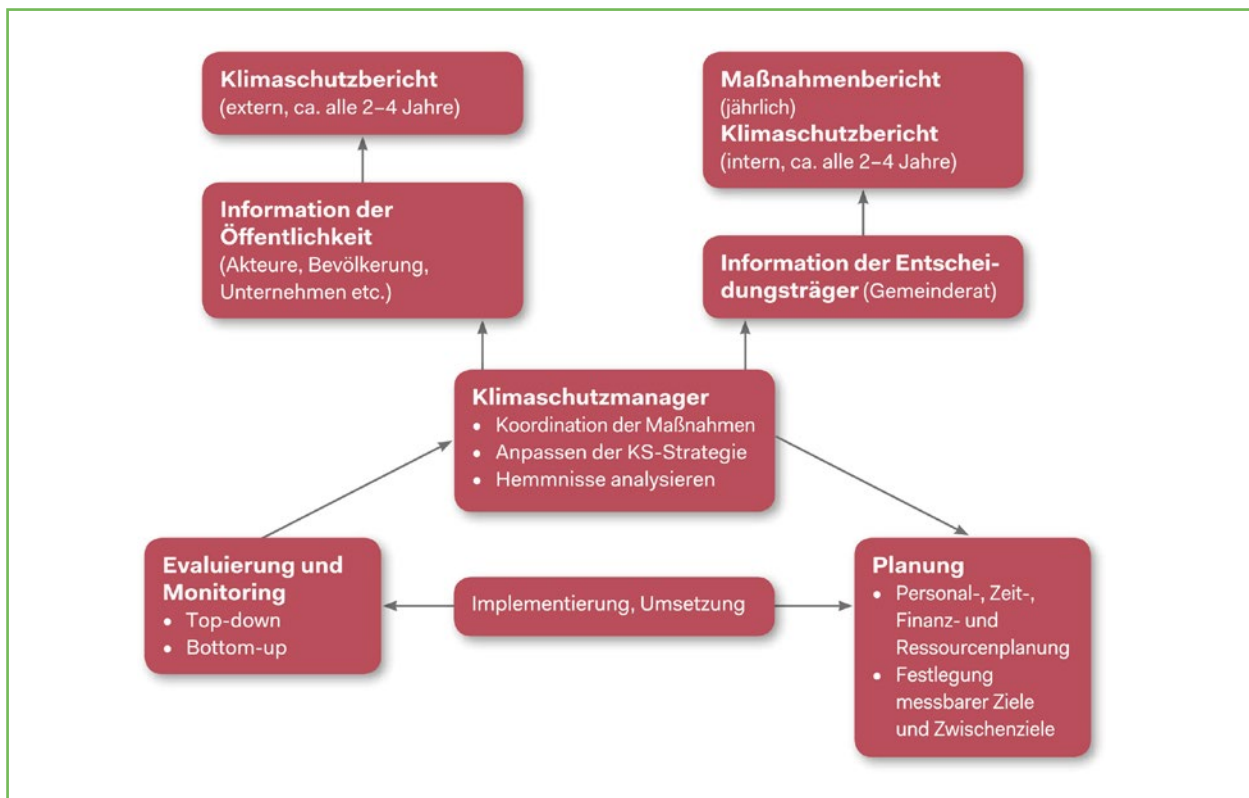 Klimaschutzbericht
(extern, ca. alle 2–4 Jahre)
Maßnahmenbericht
(jährlich)
Klimaschutzbericht
(intern, ca. alle 2–4 Jahre)
Information der
Öffentlichkeit
(Akteure, Bevölkerung,
Unternehmen etc.)
Information der Entschei-
dungsträger (Gemeinderat)
Klimaschutzmanager
• Koordination der Maßnahmen
• Anpassen der KS-Strategie
• Hemmnisse analysieren
Evaluierung und
Monitoring
• Top-down
• Bottom-up
Implementierung, Umsetzung
Planung
• Personal-, Zeit-,
Finanz- und
Ressourcenplanung
• Festlegung
messbarer Ziele
und Zwischenziele